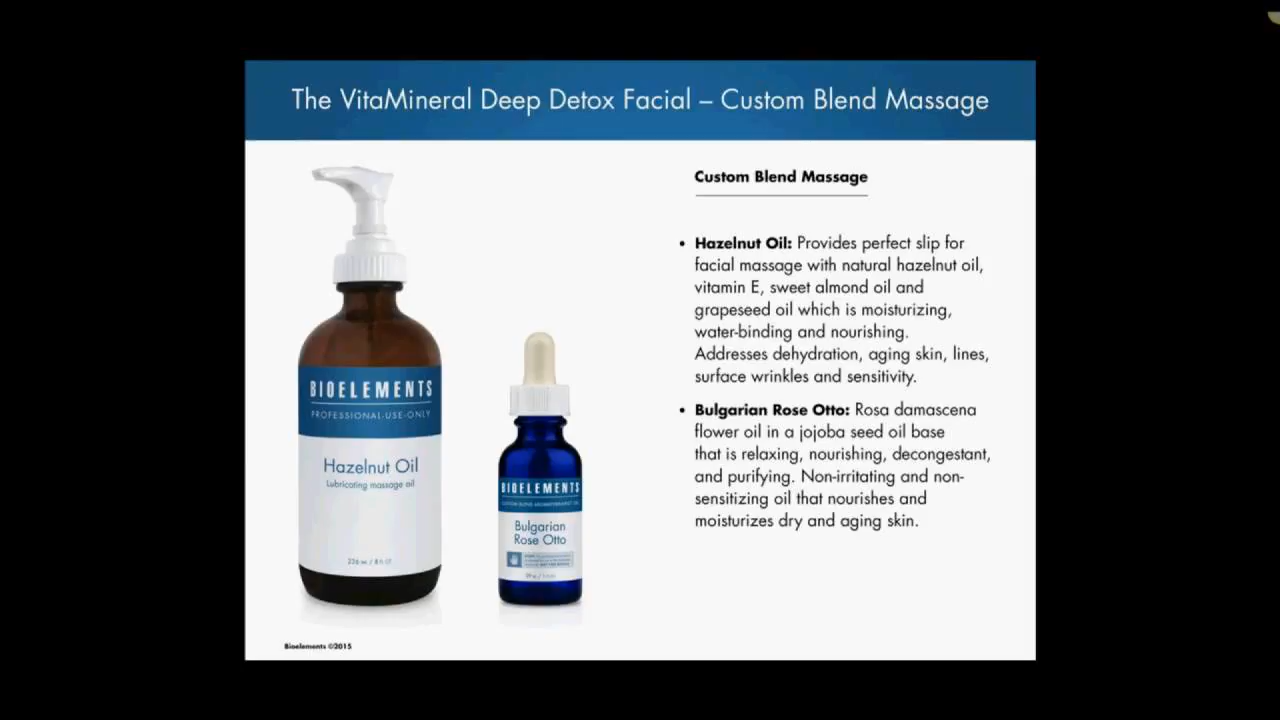 The VitaMineral Deep Detox Facial – Custom Blend Massage
Custom Blend Massage
• Hazelnut Oil: Provides perfect slip for
facial massage with natural hazelnut oil,
vitamin E, sweet almond oil and
grapeseed oil which is moisturizing,
water-binding and nourishing.
Addresses dehydration, aging skin, lines,
surface wrinkles and sensitivity.
• Bulgarian Rose Otto: Rosa damascena
flower oil in a jojoba seed oil base
that is relaxing, nourishing, decongestant,
and purifying. Non-irritating and non-
sensitizing oil that nourishes and
moisturizes dry and aging skin.
BIOELEMENTS
PROFESSIONAL-USE-ONLY
Hazelnut Oil
Lubricating massage oil
BIOELEMENTS
Bulgarian
Rose Otto
Bioelements ©2015